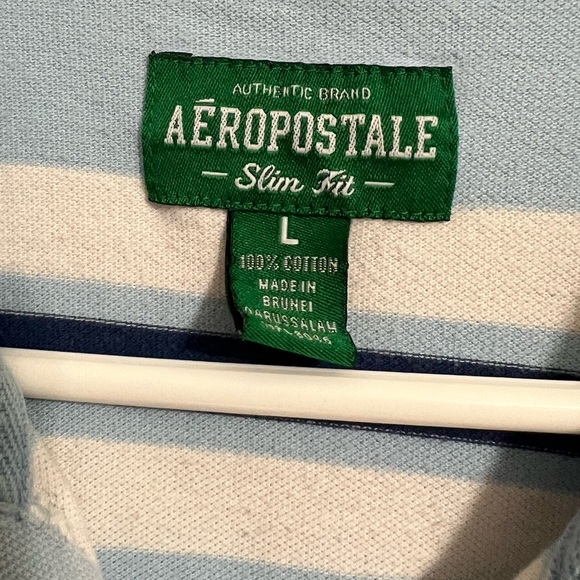 AUTHENTIC BRAND
AÉROPOSTALE
Slim Fit
L
100% COTTON
MADE IN
BRUNEI
DARUSSALAM